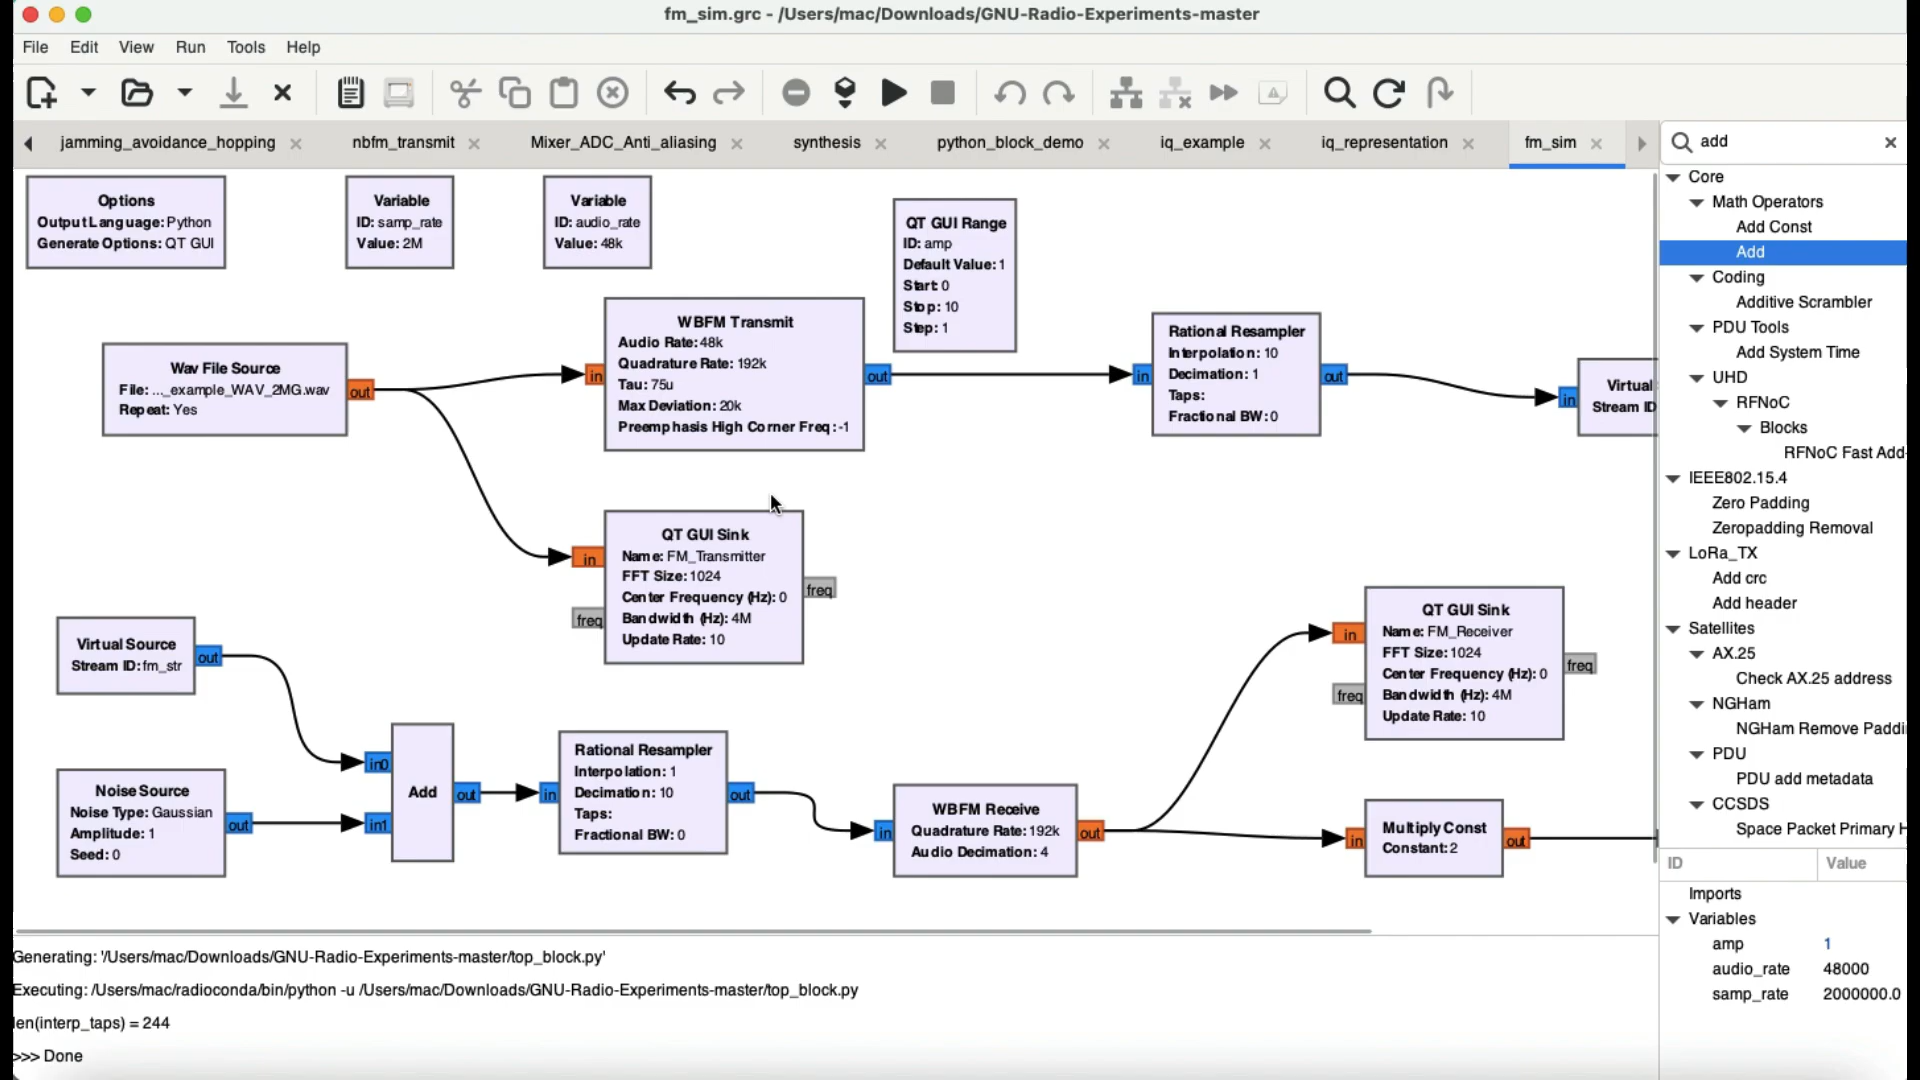 fm_sim.grc - /Users/mac/Downloads/GNU-Radio-Experiments-master
File Edit View Run Tools Help
jamming_avoidance_hopping
nbfm_transmit
Mixer_ADC_Anti_aliasing
synthesis
python_block_demo
iq_example
iq_representation
fm_sim
Options
Output Language: Python
Generate Options: QT GUI
Variable
ID: samp_rate
Value: 2M
Variable
ID: audio_rate
Value: 48k
QT GUI Range
ID: amp
Default Value: 1
Start: 0
Stop: 10
Step: 1
Wav File Source
File: ..._example_WAV_2MG.wav
Repeat: Yes
out
in
WBFM Transmit
Audio Rate: 48k
Quadrature Rate: 192k
Tau: 75u
Max Deviation: 20k
Preemphasis High Corner Freq: -1
out
in
Rational Resampler
Interpolation: 10
Decimation: 1
Taps:
Fractional BW: 0
out
in
Virtual
Stream ID
in
freq
QT GUI Sink
Name: FM_Transmitter
FFT Size: 1024
Center Frequency (Hz): 0
Bandwidth (Hz): 4M
Update Rate: 10
freq
Virtual Source
Stream ID: fm_str
out
Noise Source
Noise Type: Gaussian
Amplitude: 1
Seed: 0
out
in0
in1
Add
out
in
Rational Resampler
Interpolation: 1
Decimation: 10
Taps:
Fractional BW: 0
out
in
WBFM Receive
Quadrature Rate: 192k
Audio Decimation: 4
out
in
freq
QT GUI Sink
Name: FM_Receiver
FFT Size: 1024
Center Frequency (Hz): 0
Bandwidth (Hz): 4M
Update Rate: 10
freq
in
Multiply Const
Constant: 2
out
Generating: '/Users/mac/Downloads/GNU-Radio-Experiments-master/top_block.py'
Executing: /Users/mac/radioconda/bin/python -u /Users/mac/Downloads/GNU-Radio-Experiments-master/top_block.py
len(interp_taps) = 244
>>> Done
add
Core
Math Operators
Add Const
Add
Coding
Additive Scrambler
PDU Tools
Add System Time
UHD
RFNoC
Blocks
RFNoC Fast Add-
IEEE802.15.4
Zero Padding
Zeropadding Removal
LoRa_TX
Add crc
Add header
Satellites
AX.25
Check AX.25 address
NGHam
NGHam Remove Paddi
PDU
PDU add metadata
CCSDS
Space Packet Primary H
ID Value
Imports
Variables
amp 1
audio_rate 48000
samp_rate 2000000.0